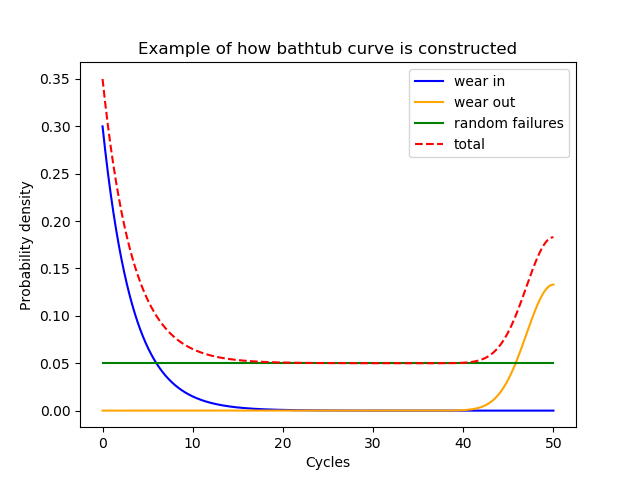 Example of how bathtub curve is constructed
wear in
wear out
random failures
total
Probability density
0.35
0.30
0.25
0.20
0.15
0.10
0.05
0.00
0 10 20 30 40 50
Cycles